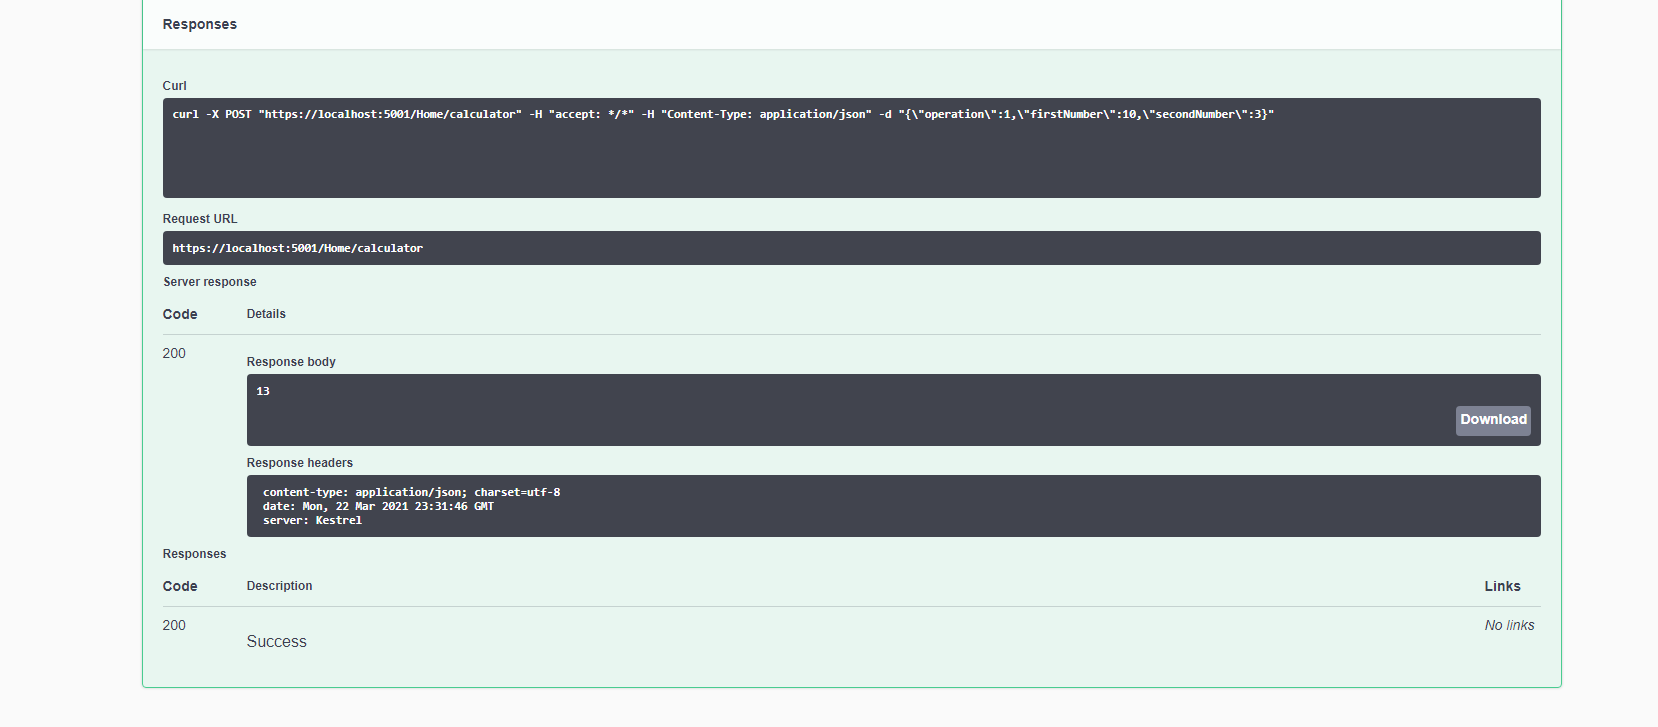 Responses
Curl
curl -X POST "https://localhost:5001/Home/calculator" -H "accept: */*" -H "Content-Type: application/json" -d "{\"operation\":1,\"firstNumber\":10,\"secondNumber\":3}"
Request URL
https://localhost:5001/Home/calculator
Server response
Code Details
200
Response body
13
Download
Response headers
content-type: application/json; charset=utf-8
date: Mon, 22 Mar 2021 23:31:46 GMT
server: Kestrel
Responses
Code Description Links
200 No links
Success